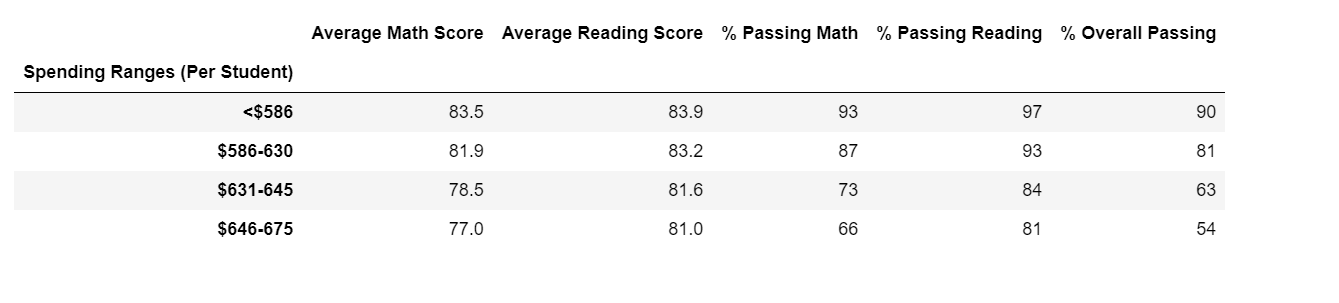 Average Math Score Average Reading Score % Passing Math % Passing Reading % Overall Passing
Spending Ranges (Per Student)
<$586 83.5 83.9 93 97 90
$586-630 81.9 83.2 87 93 81
$631-645 78.5 81.6 73 84 63
$646-675 77.0 81.0 66 81 54